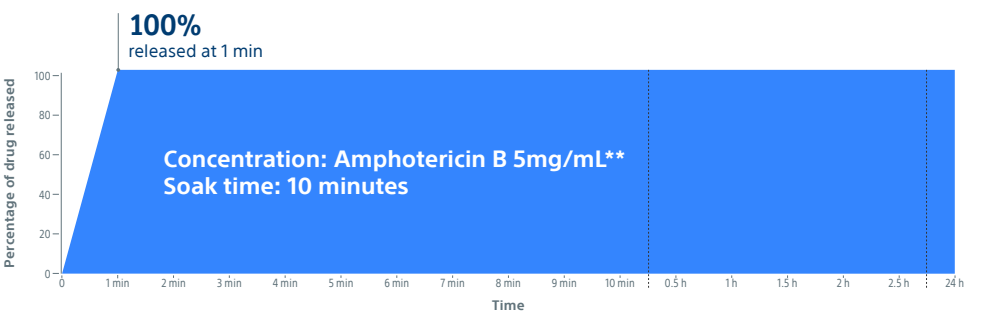 100%
released at 1 min
Percentage of drug released
100
80
60
40
20
0
Concentration: Amphotericin B 5mg/mL**
Soak time: 10 minutes
0 1 min 2 min 3 min 4 min 5 min 6 min 7 min 8 min 9 min 10 min 0.5 h 1 h 1.5 h 2 h 2.5 h 24 h
Time